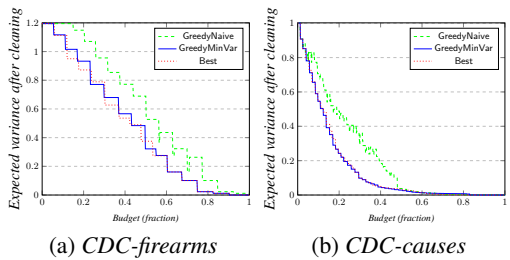 Expected variance after cleaning
1.2
1
0.8
0.6
0.4
0.2
0
0 0.2 0.4 0.6 0.8 1
Budget (fraction)
GreedyNaive
GreedyMinVar
Best
(a) CDC-firearms
Expected variance after cleaning
1
0.8
0.6
0.4
0.2
0
0 0.2 0.4 0.6 0.8 1
Budget (fraction)
GreedyNaive
GreedyMinVar
Best
(b) CDC-causes